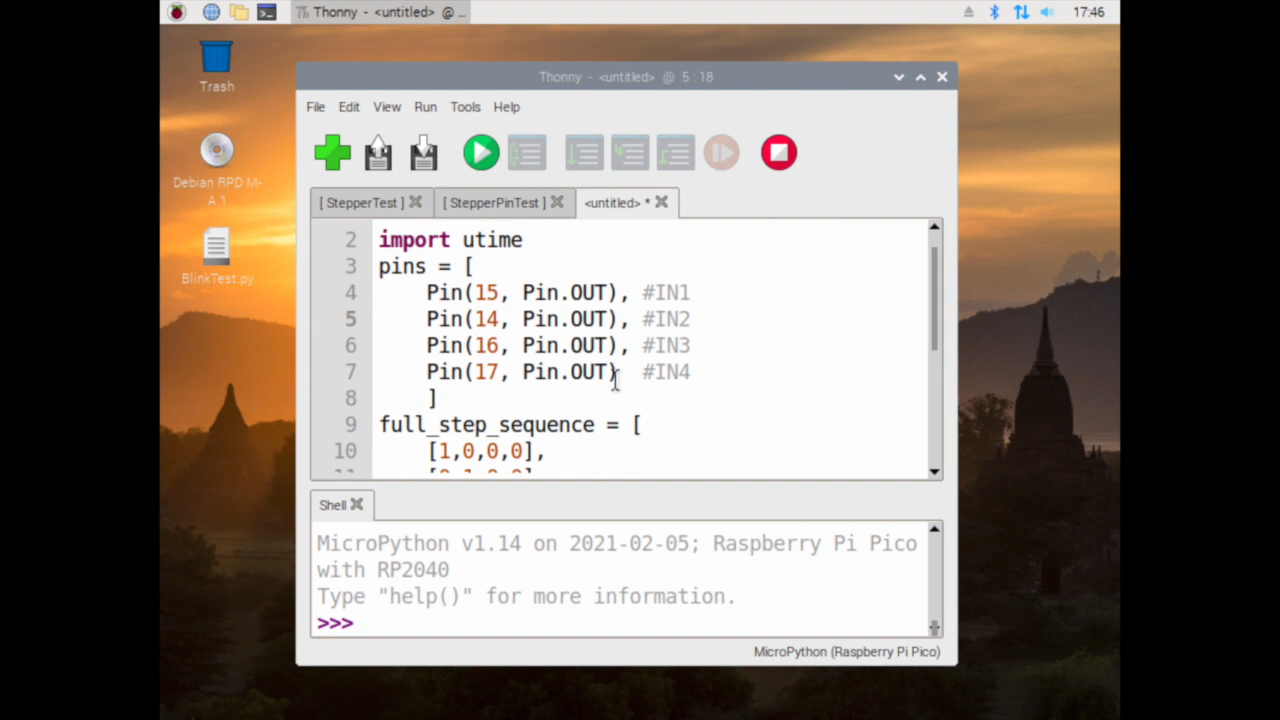 Thonny - <untitled> @ ...
17:46
Trash
Debian RPD M-
A 1
BlinkTest.py
Thonny - <untitled> @ 5:18
File Edit View Run Tools Help
[ StepperTest ] [ StepperPinTest ] <untitled> *
2 import utime
3 pins = [
4 Pin(15, Pin.OUT), #IN1
5 Pin(14, Pin.OUT), #IN2
6 Pin(16, Pin.OUT), #IN3
7 Pin(17, Pin.OUT) #IN4
8 ]
9 full_step_sequence = [
10 [1,0,0,0],
Shell
MicroPython v1.14 on 2021-02-05; Raspberry Pi Pico
with RP2040
Type "help()" for more information.
>>>
MicroPython (Raspberry Pi Pico)